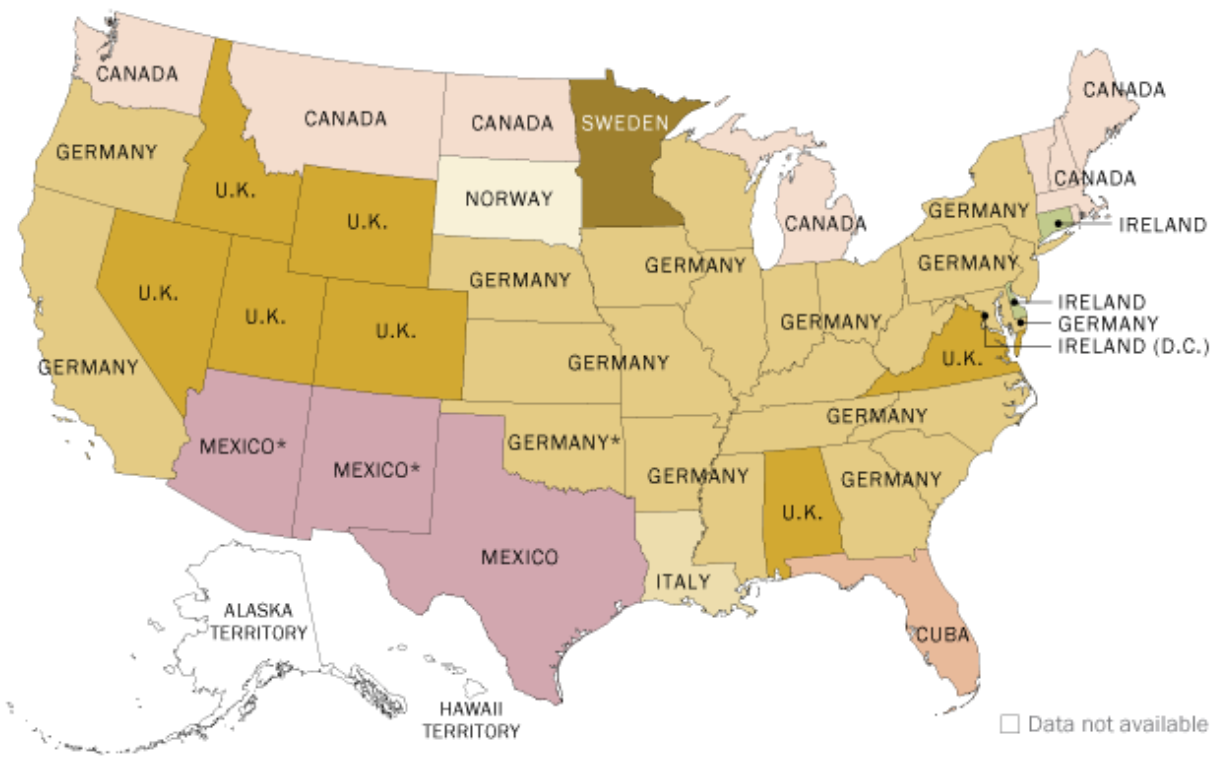 CANADA
CANADA
CANADA
SWEDEN
CANADA
GERMANY
U.K.
NORWAY
CANADA
U.K.
CANADA
GERMANY
IRELAND
GERMANY
GERMANY
GERMANY
U.K.
IRELAND
U.K.
U.K.
GERMANY
GERMANY
IRELAND (D.C.)
GERMANY
GERMANY
U.K.
GERMANY
MEXICO*
MEXICO*
GERMANY*
GERMANY
GERMANY
U.K.
MEXICO
ITALY
ALASKA
TERRITORY
CUBA
HAWAII
TERRITORY
Data not available